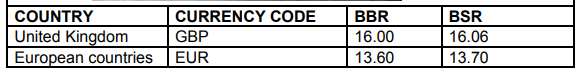 COUNTRY CURRENCY CODE BBR BSR
United Kingdom GBP 16.00 16.06
European countries EUR 13.60 13.70